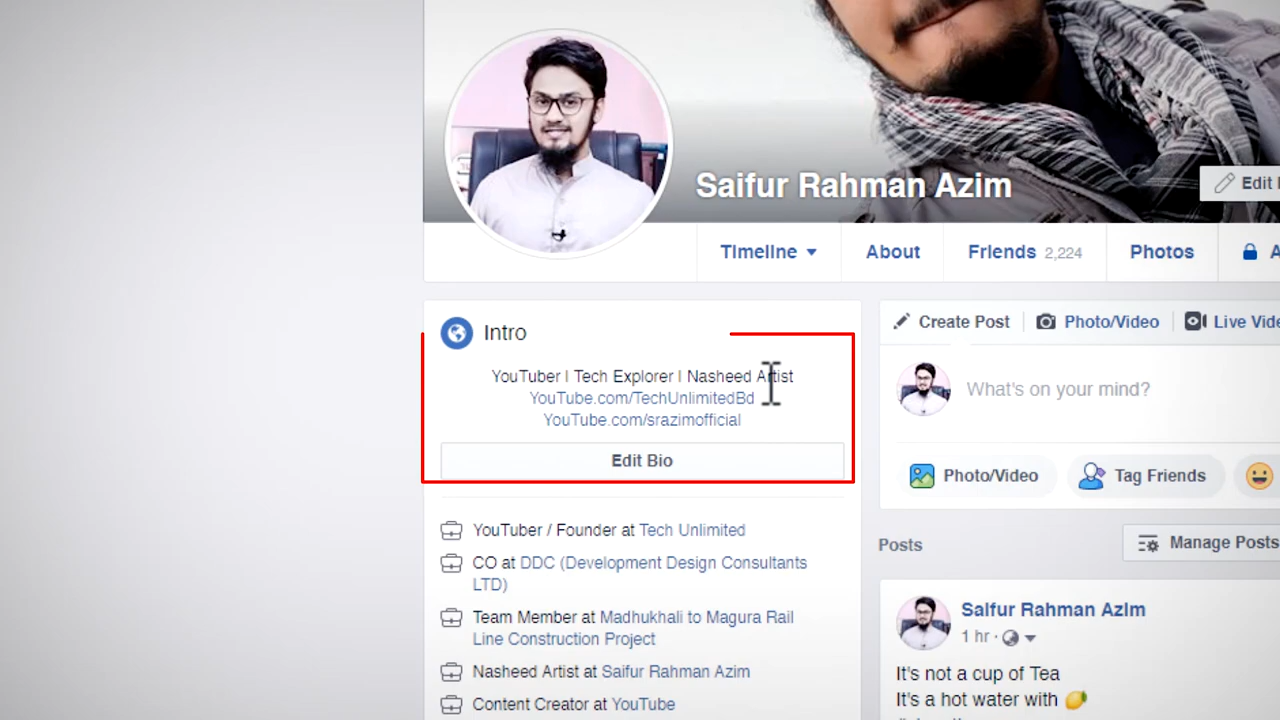 Saifur Rahman Azim
Edit
Timeline
About
Friends 2,224
Photos
Intro
YouTuber | Tech Explorer | Nasheed Artist
YouTube.com/TechUnlimitedBd
YouTube.com/srazimofficial
Edit Bio
YouTuber / Founder at Tech Unlimited
CO at DDC (Development Design Consultants
LTD)
Team Member at Madhukhali to Magura Rail
Line Construction Project
Nasheed Artist at Saifur Rahman Azim
Content Creator at YouTube
Create Post
Photo/Video
Live Vide
What's on your mind?
Photo/Video
Tag Friends
Posts
Manage Posts
Saifur Rahman Azim
1 hr ·
It's not a cup of Tea
It's a hot water with 🍋